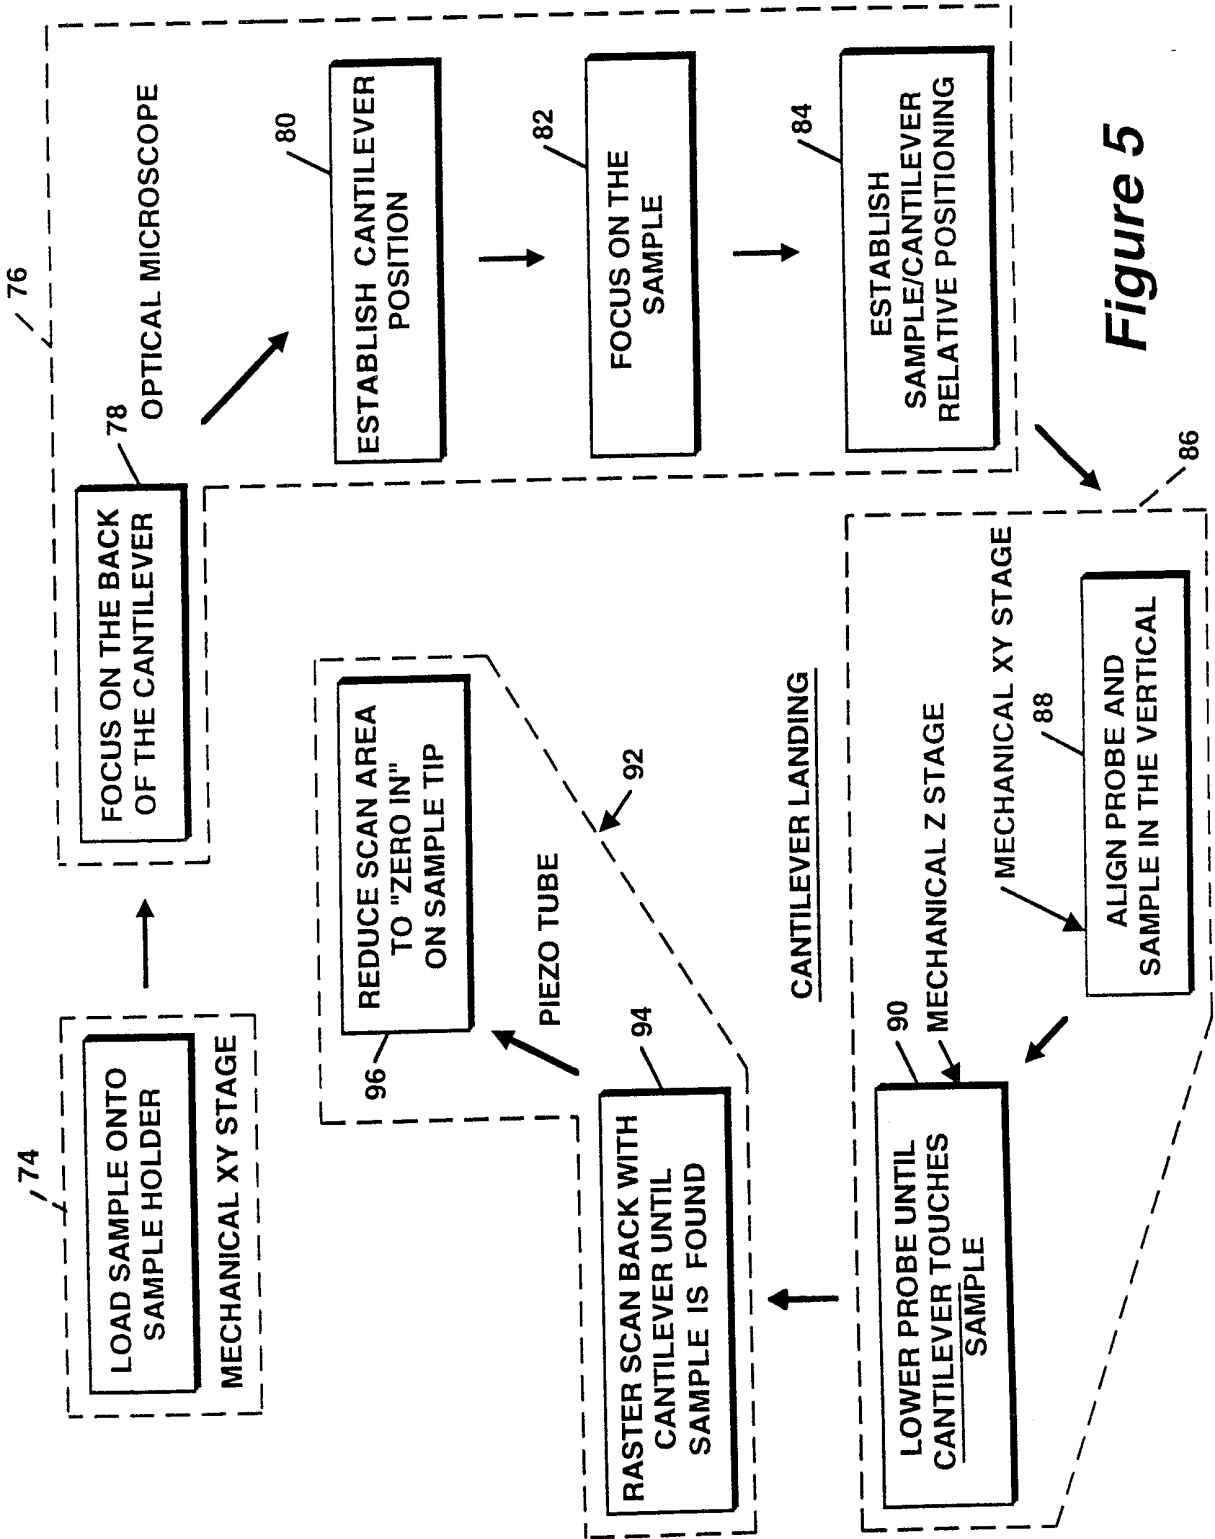 74
LOAD SAMPLE ONTO
SAMPLE HOLDER
MECHANICAL XY STAGE
76
78
FOCUS ON THE BACK
OF THE CANTILEVER
OPTICAL MICROSCOPE
80
ESTABLISH CANTILEVER
POSITION
82
FOCUS ON THE
SAMPLE
84
ESTABLISH
SAMPLE/CANTILEVER
RELATIVE POSITIONING
86
MECHANICAL XY STAGE
88
ALIGN PROBE AND
SAMPLE IN THE VERTICAL
MECHANICAL Z STAGE
90
LOWER PROBE UNTIL
CANTILEVER TOUCHES
SAMPLE
CANTILEVER LANDING
92
PIEZO TUBE
94
RASTER SCAN BACK WITH
CANTILEVER UNTIL
SAMPLE IS FOUND
96
REDUCE SCAN AREA
TO "ZERO IN"
ON SAMPLE TIP
Figure 5